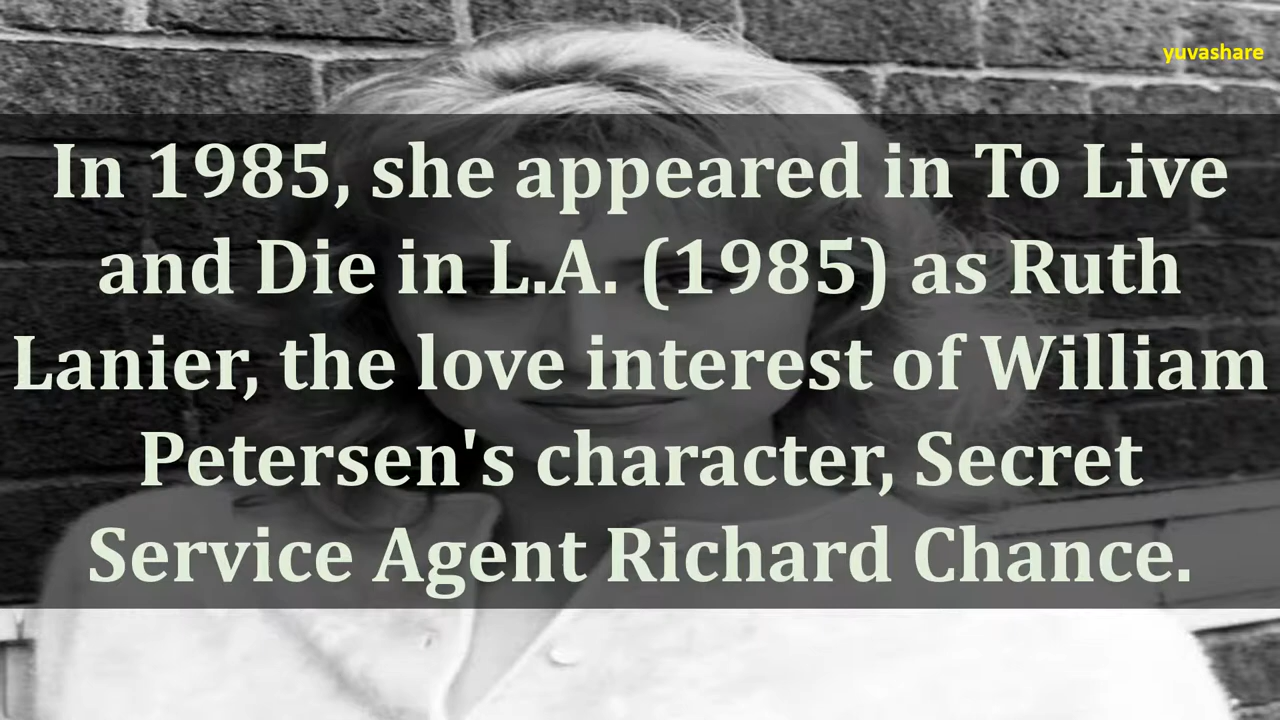 yuvashare
In 1985, she appeared in To Live
and Die in L.A. (1985) as Ruth
Lanier, the love interest of William
Petersen's character, Secret
Service Agent Richard Chance.